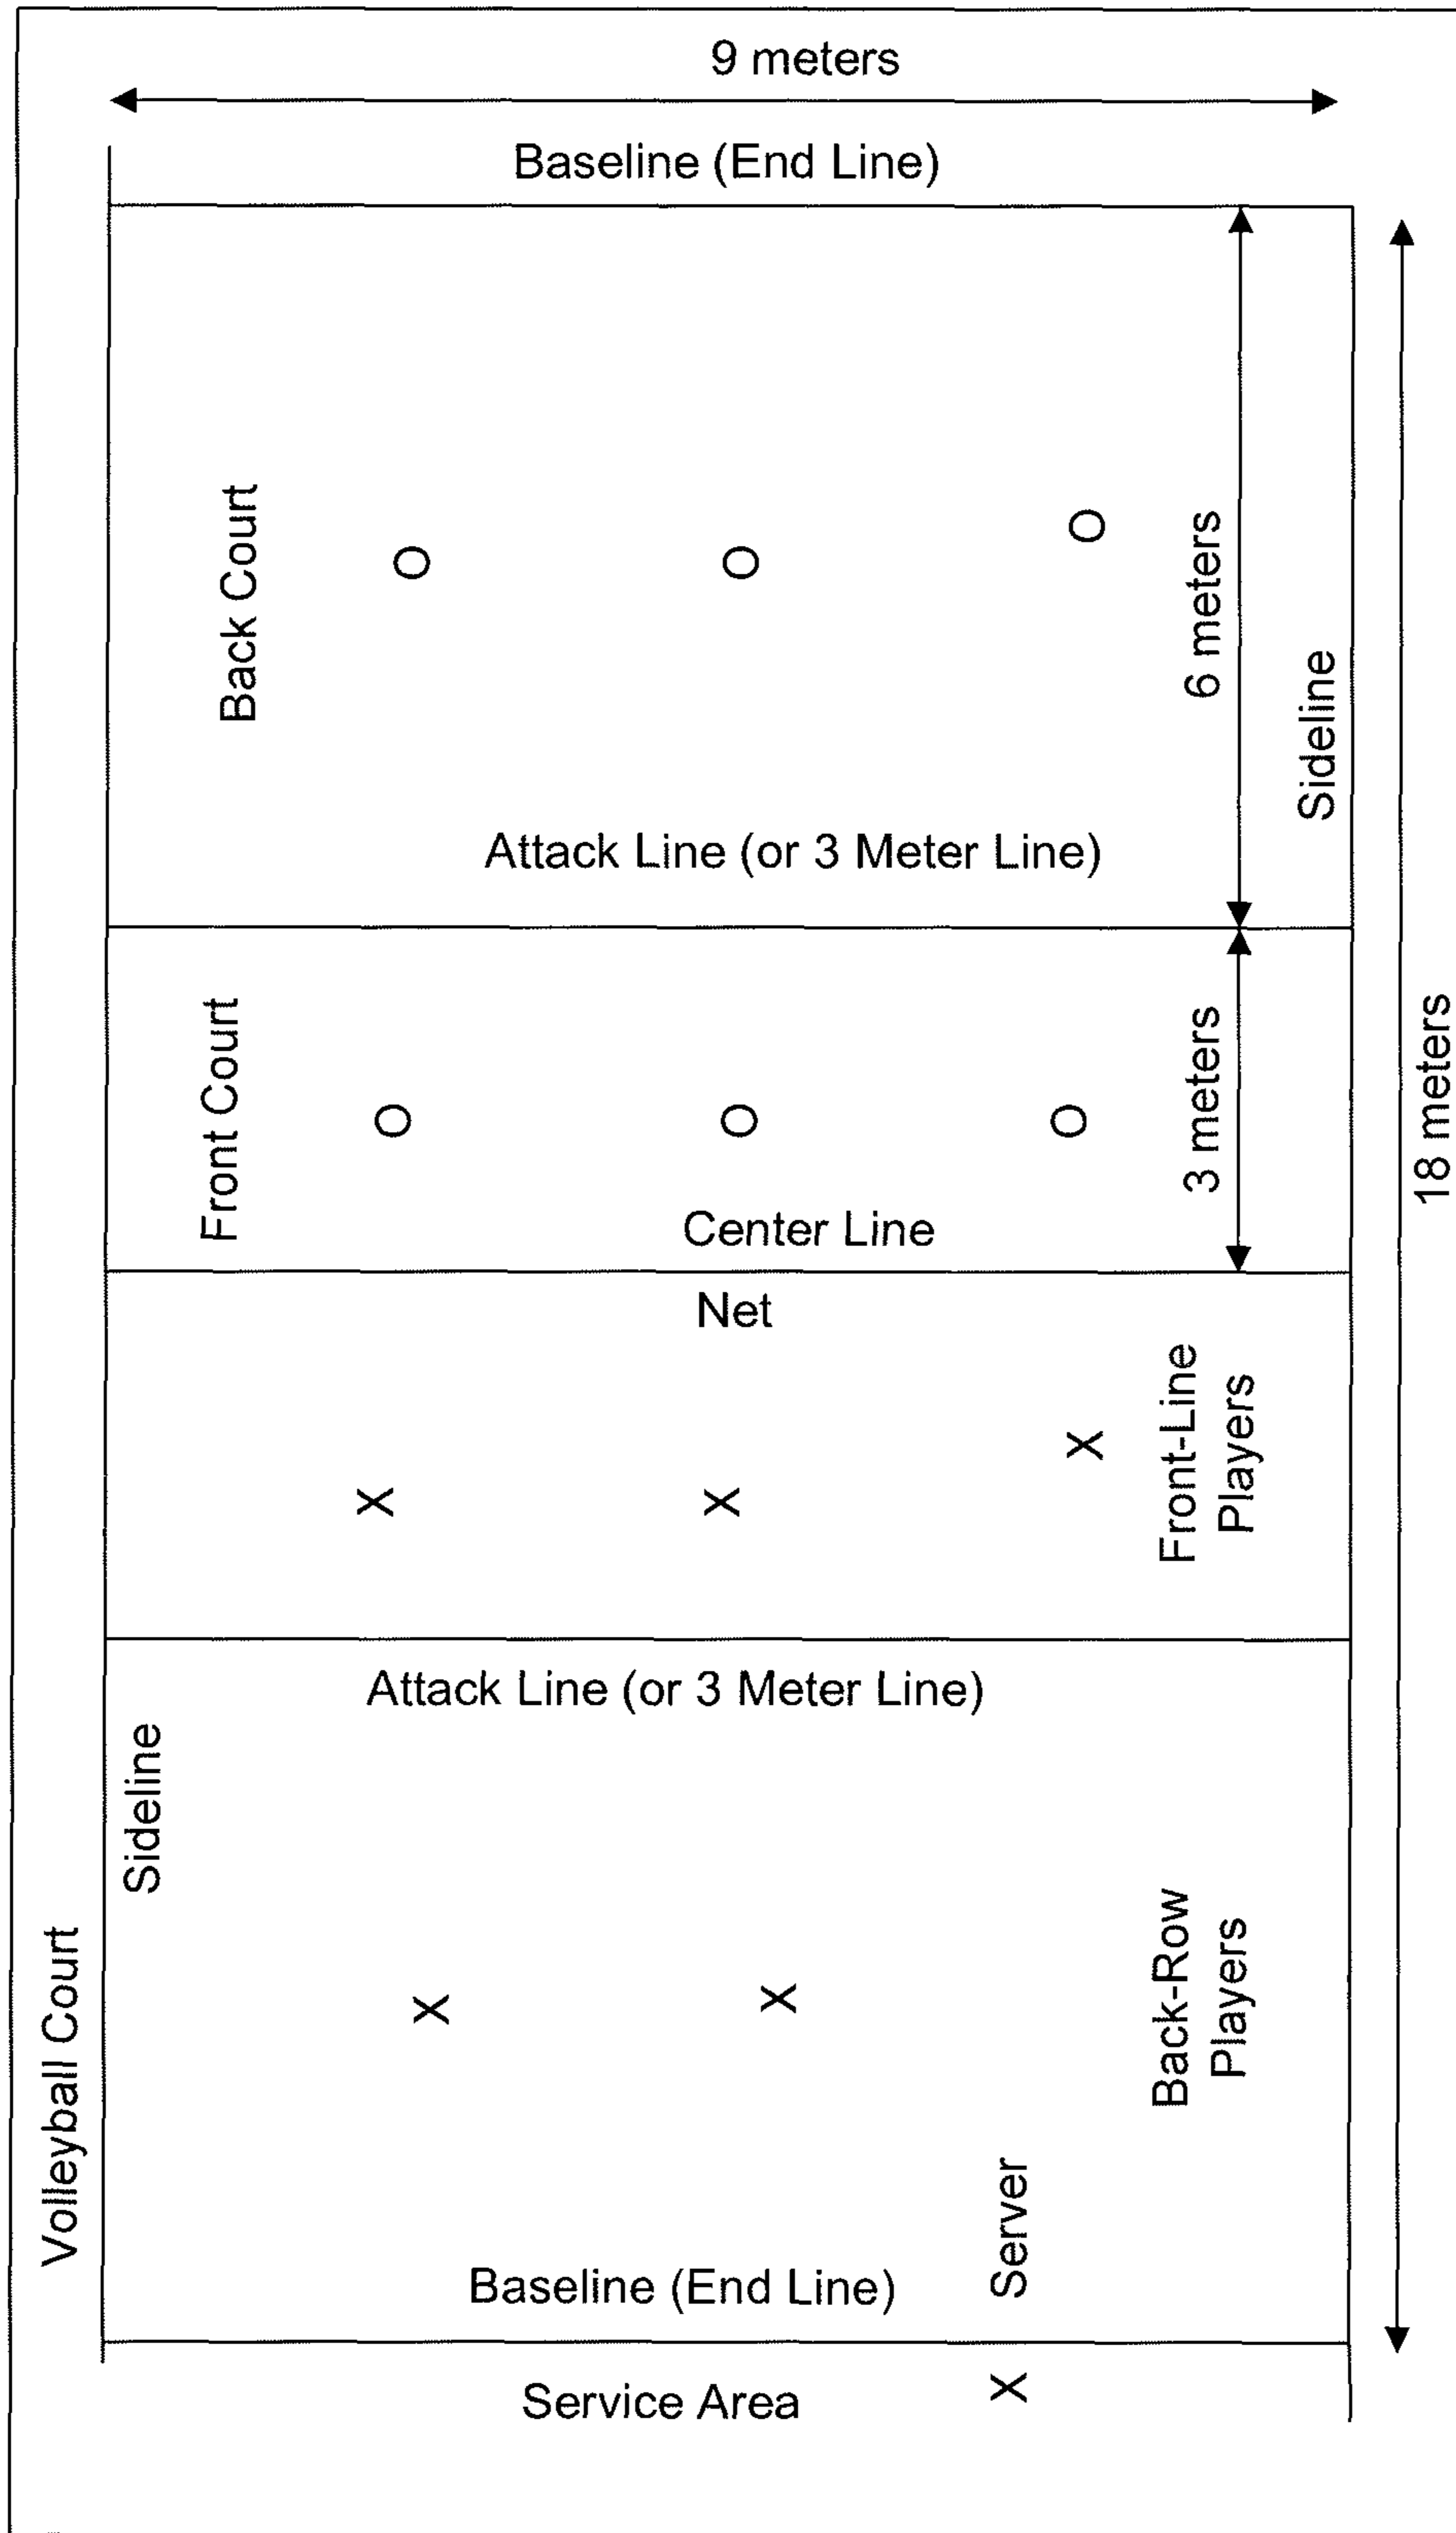 Volleyball Court
9 meters
Baseline (End Line)
Back Court
O
O
O
6 meters
Sideline
Attack Line (or 3 Meter Line)
Front Court
O
O
O
3 meters
18 meters
Center Line
Net
X
X
X
Front-Line
Players
Attack Line (or 3 Meter Line)
Sideline
X
X
Back-Row
Players
Server
Baseline (End Line)
X
Service Area